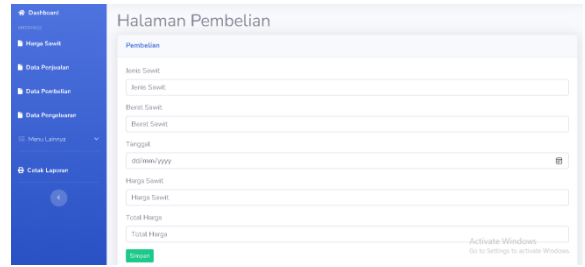 Dashboard
Harga Sawit
Data Penjualan
Data Pembelian
Data Pengeluaran
Menu Lainnya
Cetak Laporan
Halaman Pembelian
Pembelian
Jenis Sawit
Jenis Sawit
Berat Sawit
Berat Sawit
Tanggal
dd/mm/yyyy
Harga Sawit
Harga Sawit
Total Harga
Total Harga
Simpan
Activate Windows
Go to Settings to activate Windows.